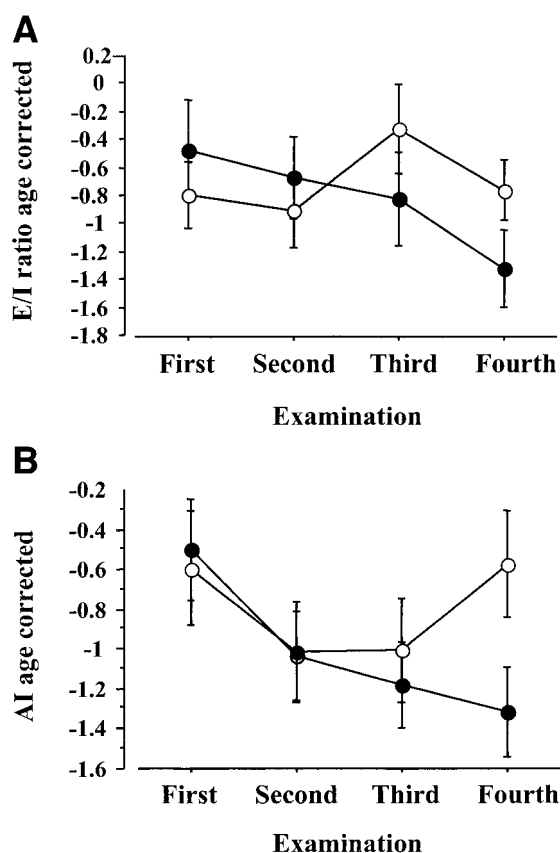 A
E/I ratio age corrected
0.2
0
-0.2
-0.4
-0.6
-0.8
-1
-1.2
-1.4
-1.6
-1.8
First Second Third Fourth
Examination
B
AI age corrected
-0.2
-0.4
-0.6
-0.8
-1
-1.2
-1.4
-1.6
First Second Third Fourth
Examination